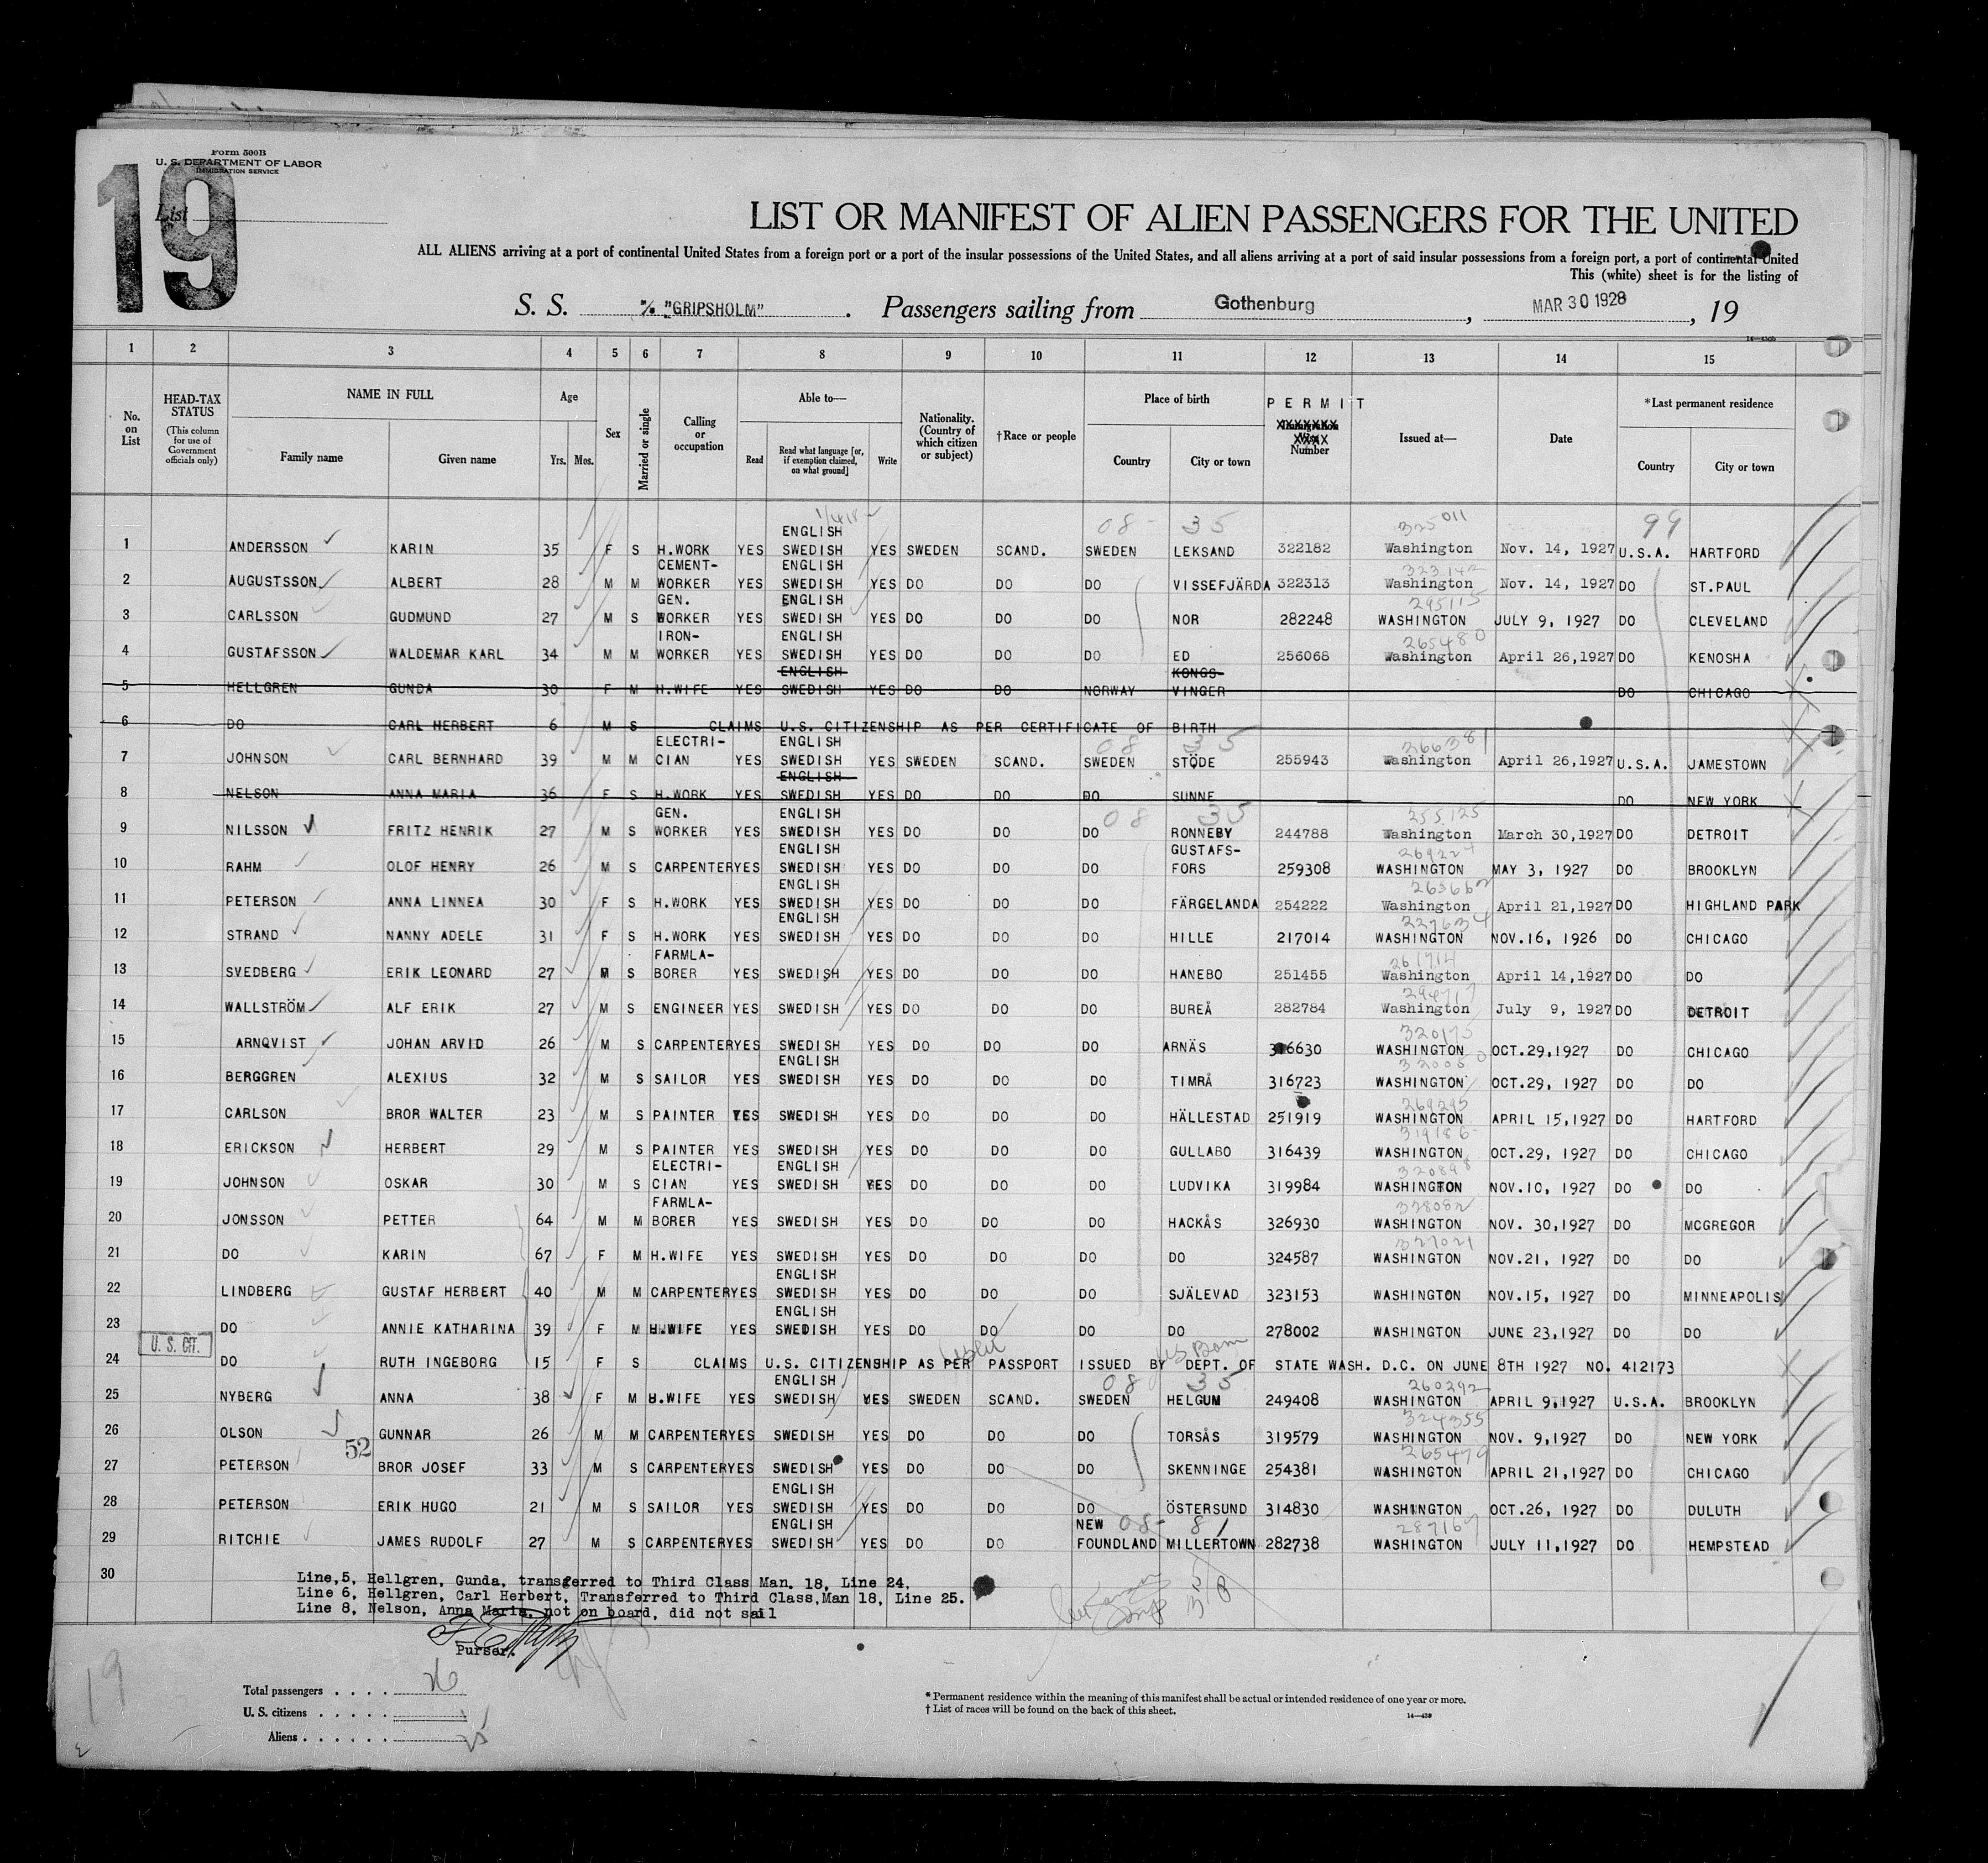 Form 500B
U. S. DEPARTMENT OF LABOR
IMMIGRATION SERVICE
19
List
LIST OR MANIFEST OF ALIEN PASSENGERS FOR THE UNITED
ALL ALIENS arriving at a port of continental United States from a foreign port or a port of the insular possessions of the United States, and all aliens arriving at a port of said insular possessions from a foreign port, a port of continental United
This (white) sheet is for the listing of
S. S. M/S "GRIPSHOLM". Passengers sailing from Gothenburg, MAR 30 1928, 19
1 2 3 4 5 6 7 8 9 10 11 12 13 14 15
No. on List
HEAD-TAX STATUS (This column for use of Government officials only)
NAME IN FULL Family name Given name
Age Yrs. Mos.
Sex
Married or single
Calling or occupation
Able to— Read Read what language [or, if exemption claimed, on what ground] Write
Nationality. (Country of which citizen or subject)
†Race or people
Place of birth Country City or town
PERMIT Number
Issued at—
Date
*Last permanent residence Country City or town
08- 35 325011 99
1 ANDERSSON KARIN 35 F S H.WORK YES ENGLISH SWEDISH YES SWEDEN SCAND. SWEDEN LEKSAND 322182 Washington Nov. 14, 1927 U.S.A. HARTFORD
323142
2 AUGUSTSSON ALBERT 28 M M CEMENT-WORKER YES ENGLISH SWEDISH YES DO DO DO VISSEFJÄRDA 322313 Washington Nov. 14, 1927 DO ST.PAUL
295115
3 CARLSSON GUDMUND 27 M S GEN. WORKER YES ENGLISH SWEDISH YES DO DO DO NOR 282248 WASHINGTON JULY 9, 1927 DO CLEVELAND
265480
4 GUSTAFSSON WALDEMAR KARL 34 M M IRON-WORKER YES ENGLISH SWEDISH YES DO DO DO ED 256068 Washington April 26,1927 DO KENOSHA
5 HELLGREN GUNDA 30 F M H.WIFE YES ENGLISH SWEDISH YES DO DO NORWAY KONGS-VINGER DO CHICAGO
6 DO CARL HERBERT 6 M S CLAIMS U.S. CITIZENSHIP AS PER CERTIFICATE OF BIRTH
08 35 266381
7 JOHNSON CARL BERNHARD 39 M M ELECTRI-CIAN YES ENGLISH SWEDISH YES SWEDEN SCAND. SWEDEN STÖDE 255943 Washington April 26,1927 U.S.A. JAMESTOWN
8 NELSON ANNA MARIA 36 F S H.WORK YES ENGLISH SWEDISH YES DO DO DO SUNNE DO NEW YORK
08 35 255125
9 NILSSON FRITZ HENRIK 27 M S GEN. WORKER YES ENGLISH SWEDISH YES DO DO DO RONNEBY 244788 Washington March 30,1927 DO DETROIT
10 RAHM OLOF HENRY 26 M S CARPENTER YES ENGLISH SWEDISH YES DO DO DO GUSTAFS-FORS 259308 WASHINGTON MAY 3, 1927 DO BROOKLYN
11 PETERSON ANNA LINNEA 30 F S H.WORK YES ENGLISH SWEDISH YES DO DO DO FÄRGELANDA 254222 Washington April 21,1927 DO HIGHLAND PARK
227634
12 STRAND NANNY ADELE 31 F S H.WORK YES ENGLISH SWEDISH YES DO DO DO HILLE 217014 WASHINGTON NOV.16, 1926 DO CHICAGO
261714
13 SVEDBERG ERIK LEONARD 27 M S FARMLA-BORER YES SWEDISH YES DO DO DO HANEBO 251455 Washington April 14,1927 DO DO
294717
14 WALLSTRÖM ALF ERIK 27 M S ENGINEER YES SWEDISH YES DO DO DO BUREÅ 282784 Washington July 9, 1927 DO DETROIT
320175
15 ARNQVIST JOHAN ARVID 26 M S CARPENTER YES SWEDISH YES DO DO DO ARNÄS 316630 WASHINGTON OCT.29,1927 DO CHICAGO
16 BERGGREN ALEXIUS 32 M S SAILOR YES ENGLISH SWEDISH YES DO DO DO TIMRÅ 316723 WASHINGTON OCT.29, 1927 DO DO
269295
17 CARLSON BROR WALTER 23 M S PAINTER YES SWEDISH YES DO DO DO HÄLLESTAD 251919 WASHINGTON APRIL 15,1927 DO HARTFORD
319186
18 ERICKSON HERBERT 29 M S PAINTER YES SWEDISH YES DO DO DO GULLABO 316439 WASHINGTON OCT.29, 1927 DO CHICAGO
320898
19 JOHNSON OSKAR 30 M S ELECTRI-CIAN YES ENGLISH SWEDISH YES DO DO DO LUDVIKA 319984 WASHINGTON NOV.10, 1927 DO DO
328082
20 JONSSON PETTER 64 M M FARMLA-BORER YES SWEDISH YES DO DO DO HACKÅS 326930 WASHINGTON NOV. 30,1927 DO MCGREGOR
327021
21 DO KARIN 67 F M H.WIFE YES SWEDISH YES DO DO DO DO 324587 WASHINGTON NOV.21, 1927 DO DO
22 LINDBERG GUSTAF HERBERT 40 M M CARPENTER YES ENGLISH SWEDISH YES DO DO DO SJÄLEVAD 323153 WASHINGTON NOV.15, 1927 DO MINNEAPOLIS
23 DO ANNIE KATHARINA 39 F M H.WIFE YES ENGLISH SWEDISH YES DO DO DO DO 278002 WASHINGTON JUNE 23,1927 DO DO
U. S. CIT.
24 DO RUTH INGEBORG 15 F S CLAIMS U.S. CITIZENSHIP AS PER PASSPORT ISSUED BY DEPT. OF STATE WASH. D.C. ON JUNE 8TH 1927 NO. 412173
US Born
08 35 260292
25 NYBERG ANNA 38 F M H.WIFE YES ENGLISH SWEDISH YES SWEDEN SCAND. SWEDEN HELGUM 249408 WASHINGTON APRIL 9,1927 U.S.A. BROOKLYN
324355
26 OLSON GUNNAR 26 M M CARPENTER YES SWEDISH YES DO DO DO TORSÅS 319579 WASHINGTON NOV. 9,1927 DO NEW YORK
52
265479
27 PETERSON BROR JOSEF 33 M S CARPENTER YES SWEDISH YES DO DO DO SKENNINGE 254381 WASHINGTON APRIL 21,1927 DO CHICAGO
28 PETERSON ERIK HUGO 21 M S SAILOR YES ENGLISH SWEDISH YES DO DO DO ÖSTERSUND 314830 WASHINGTON OCT.26, 1927 DO DULUTH
08- 81 289167
29 RITCHIE JAMES RUDOLF 27 M S CARPENTER YES ENGLISH SWEDISH YES DO DO NEW FOUNDLAND MILLERTOWN 282738 WASHINGTON JULY 11,1927 DO HEMPSTEAD
30
Line,5, Hellgren, Gunda, transferred to Third Class Man. 18, Line 24.
Line 6, Hellgren, Carl Herbert, Transferred to Third Class,Man 18, Line 25.
Line 8, Nelson, Anna Maria, not on board, did not sail
Purser.
19
Total passengers . . . . 26
U. S. citizens . . . . . 1
Aliens . . . . . . 25
* Permanent residence within the meaning of this manifest shall be actual or intended residence of one year or more.
† List of races will be found on the back of this sheet.
14—430